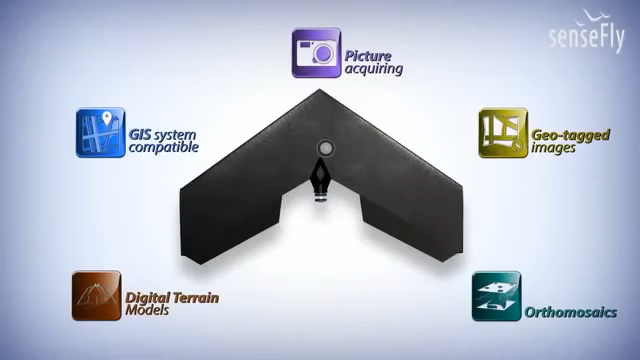 senseFly
Picture
acquiring
GIS system
compatible
Geo-tagged
images
Digital Terrain
Models
Orthomosaics